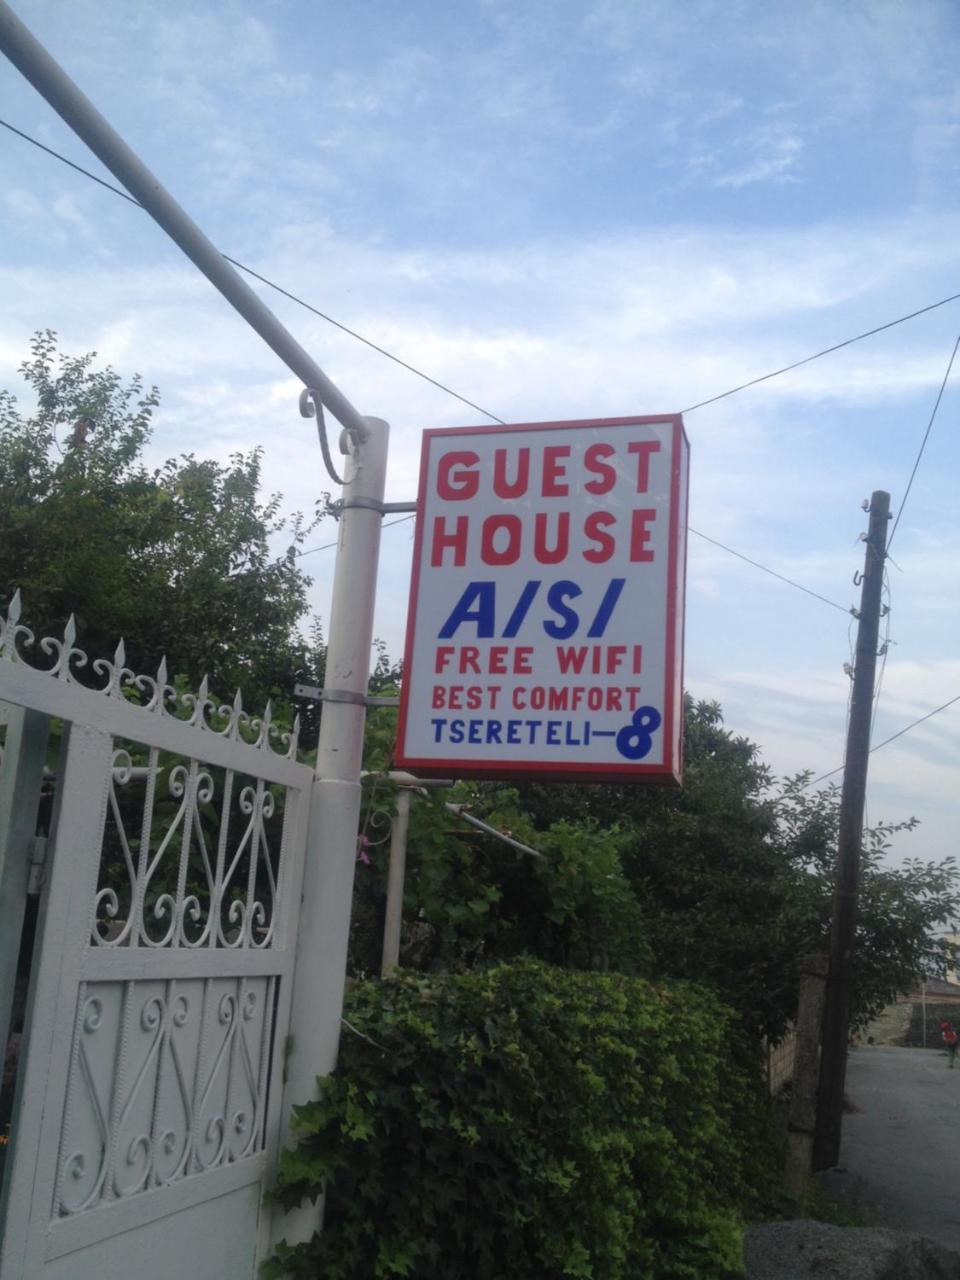 GUEST
HOUSE
A/S/
FREE WIFI
BEST COMFORT
TSERETELI-8